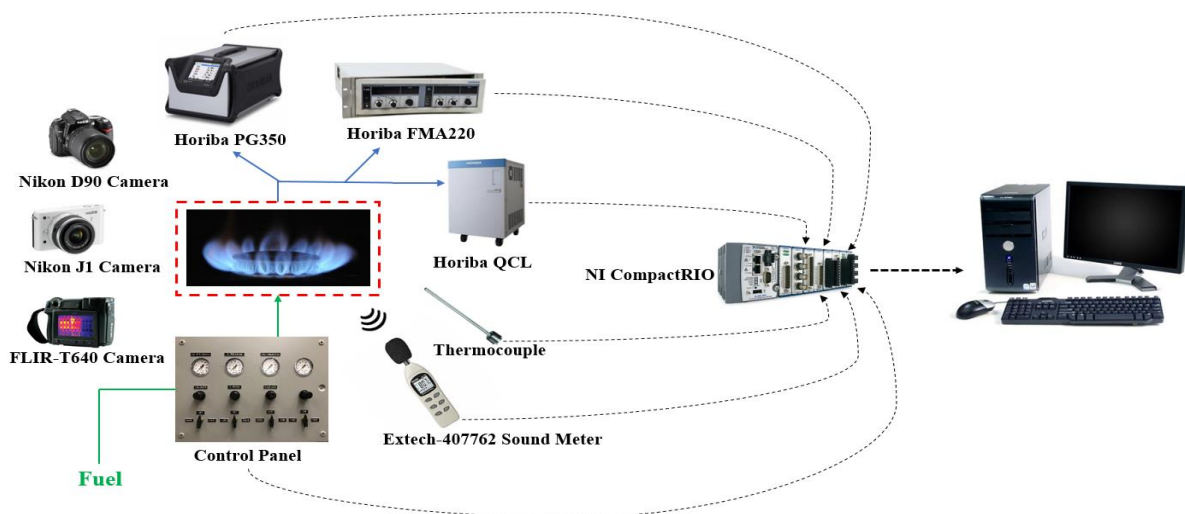 Horiba PG350
Horiba FMA220
Nikon D90 Camera
Horiba QCL
Nikon J1 Camera
NI CompactRIO
FLIR-T640 Camera
Thermocouple
Extech-407762 Sound Meter
Control Panel
Fuel